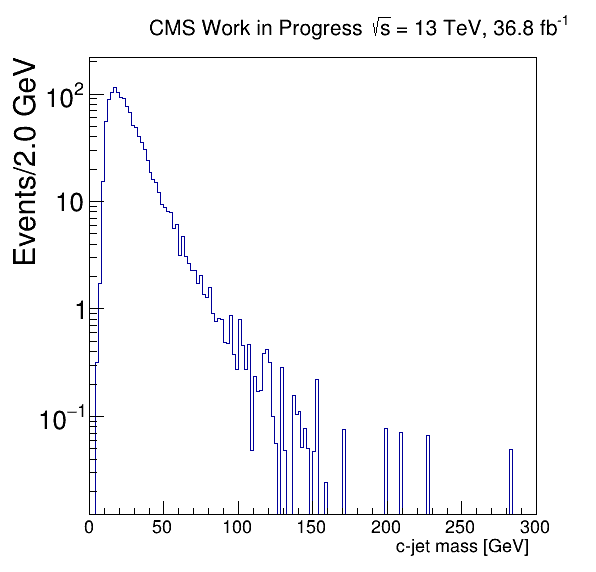 CMS Work in Progress √s = 13 TeV, 36.8 fb⁻¹
Events/2.0 GeV
10²
10
1
10⁻¹
0 50 100 150 200 250 300
c-jet mass [GeV]